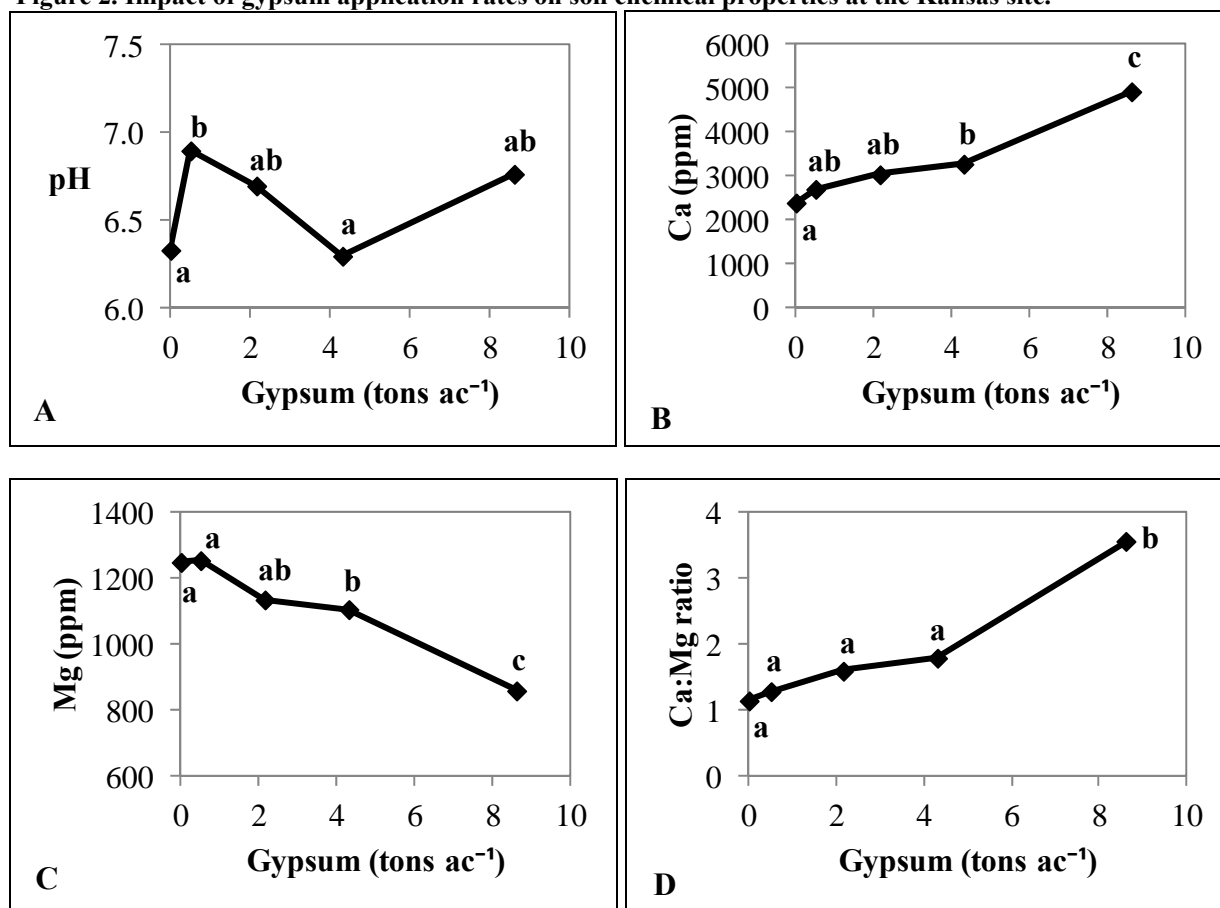 Figure 2. Impact of gypsum application rates on soil chemical properties at the Kansas site.
7.5
7.0
6.5
6.0
pH
a
b
ab
a
ab
0 2 4 6 8 10
Gypsum (tons ac⁻¹)
A
6000
5000
4000
3000
2000
1000
0
Ca (ppm)
a
ab
ab
b
c
0 2 4 6 8 10
Gypsum (tons ac⁻¹)
B
1400
1200
1000
800
600
Mg (ppm)
a
a
ab
b
c
0 2 4 6 8 10
Gypsum (tons ac⁻¹)
C
4
3
2
1
0
Ca:Mg ratio
a
a
a
a
b
0 2 4 6 8 10
Gypsum (tons ac⁻¹)
D